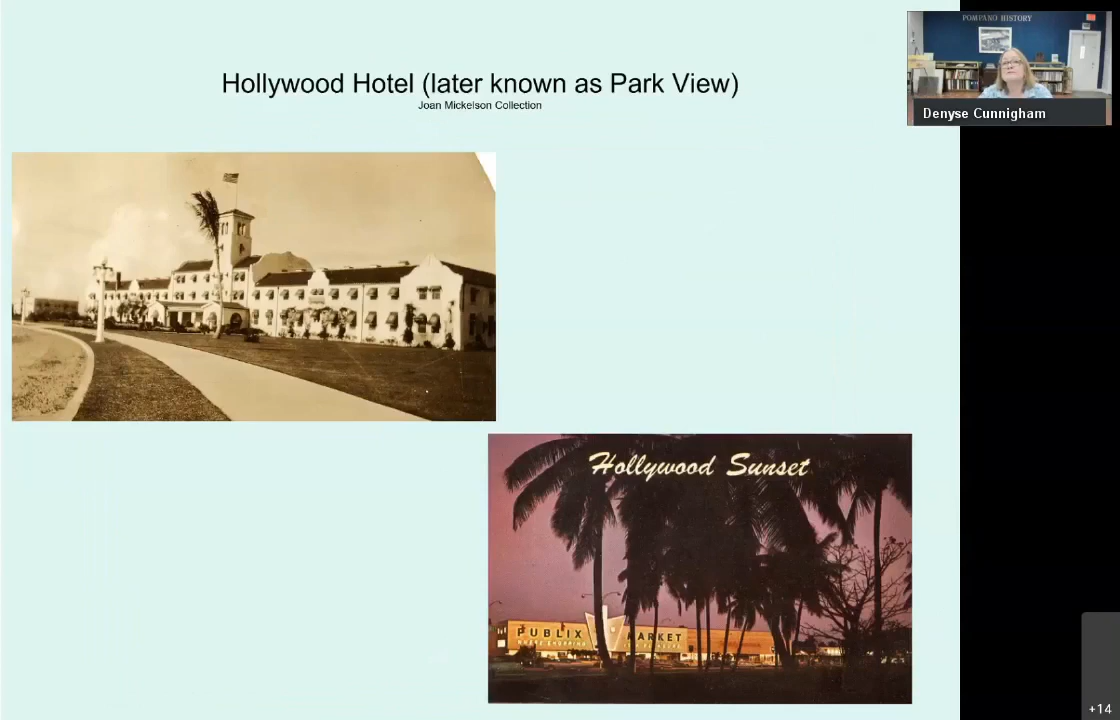 Hollywood Hotel (later known as Park View)
Joan Mickelson Collection
POMPANO HISTORY
Denyse Cunnigham
Hollywood Sunset
PUBLIX MARKET
+14